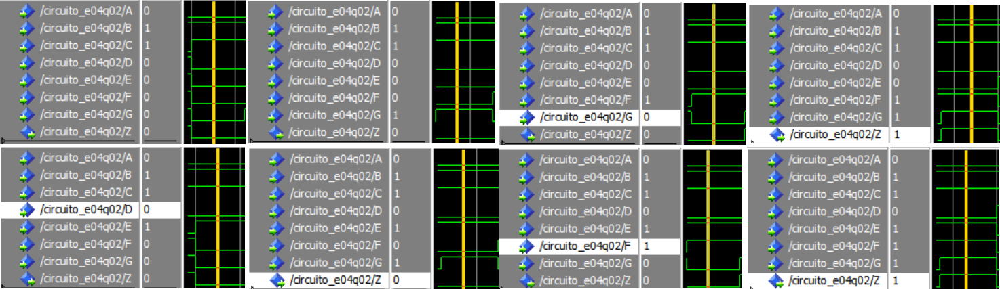 /circuito_e04q02/A 0
/circuito_e04q02/B 1
/circuito_e04q02/C 1
/circuito_e04q02/D 0
/circuito_e04q02/E 0
/circuito_e04q02/F 0
/circuito_e04q02/G 0
/circuito_e04q02/Z 0
/circuito_e04q02/A 0
/circuito_e04q02/B 1
/circuito_e04q02/C 1
/circuito_e04q02/D 0
/circuito_e04q02/E 0
/circuito_e04q02/F 0
/circuito_e04q02/G 1
/circuito_e04q02/Z 0
/circuito_e04q02/A 0
/circuito_e04q02/B 1
/circuito_e04q02/C 1
/circuito_e04q02/D 0
/circuito_e04q02/E 0
/circuito_e04q02/F 1
/circuito_e04q02/G 0
/circuito_e04q02/Z 0
/circuito_e04q02/A 0
/circuito_e04q02/B 1
/circuito_e04q02/C 1
/circuito_e04q02/D 0
/circuito_e04q02/E 0
/circuito_e04q02/F 1
/circuito_e04q02/G 1
/circuito_e04q02/Z 1
/circuito_e04q02/A 0
/circuito_e04q02/B 1
/circuito_e04q02/C 1
/circuito_e04q02/D 0
/circuito_e04q02/E 1
/circuito_e04q02/F 0
/circuito_e04q02/G 0
/circuito_e04q02/Z 0
/circuito_e04q02/A 0
/circuito_e04q02/B 1
/circuito_e04q02/C 1
/circuito_e04q02/D 0
/circuito_e04q02/E 1
/circuito_e04q02/F 0
/circuito_e04q02/G 1
/circuito_e04q02/Z 0
/circuito_e04q02/A 0
/circuito_e04q02/B 1
/circuito_e04q02/C 1
/circuito_e04q02/D 0
/circuito_e04q02/E 1
/circuito_e04q02/F 1
/circuito_e04q02/G 0
/circuito_e04q02/Z 0
/circuito_e04q02/A 0
/circuito_e04q02/B 1
/circuito_e04q02/C 1
/circuito_e04q02/D 0
/circuito_e04q02/E 1
/circuito_e04q02/F 1
/circuito_e04q02/G 1
/circuito_e04q02/Z 1